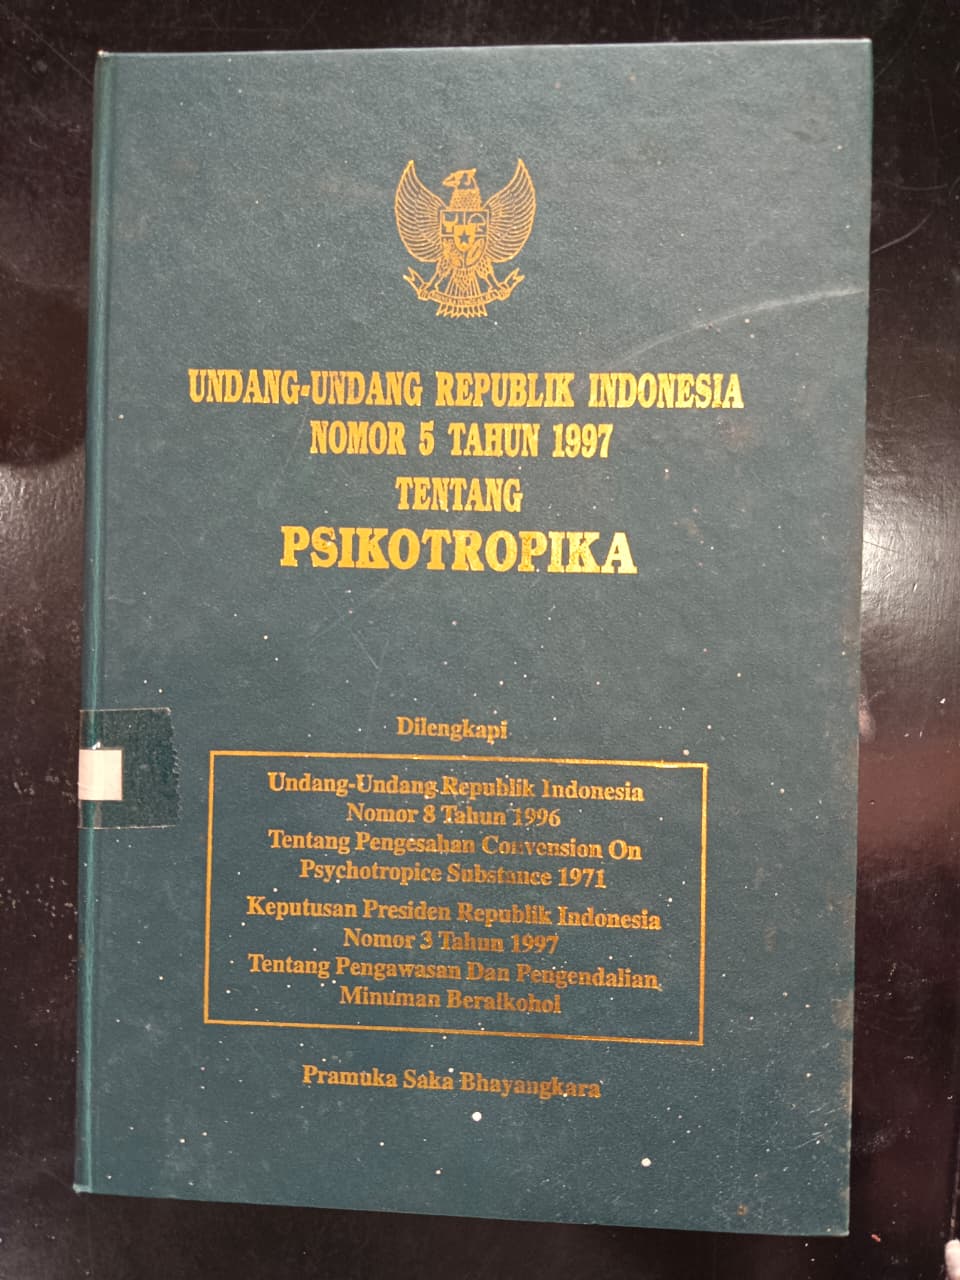 UNDANG-UNDANG REPUBLIK INDONESIA
NOMOR 5 TAHUN 1997
TENTANG
PSIKOTROPIKA
Dilengkapi
Undang-Undang Republik Indonesia
Nomor 8 Tahun 1996
Tentang Pengesahan Convension On
Psychotropice Substance 1971
Keputusan Presiden Republik Indonesia
Nomor 3 Tahun 1997
Tentang Pengawasan Dan Pengendalian
Minuman Beralkohol
Pramuka Saka Bhayangkara